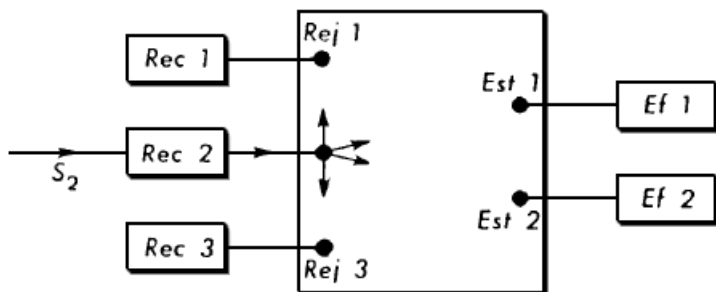 Rej 1
Rec 1
Est 1
Ef 1
Rec 2
S₂
Ef 2
Est 2
Rec 3
Rej 3